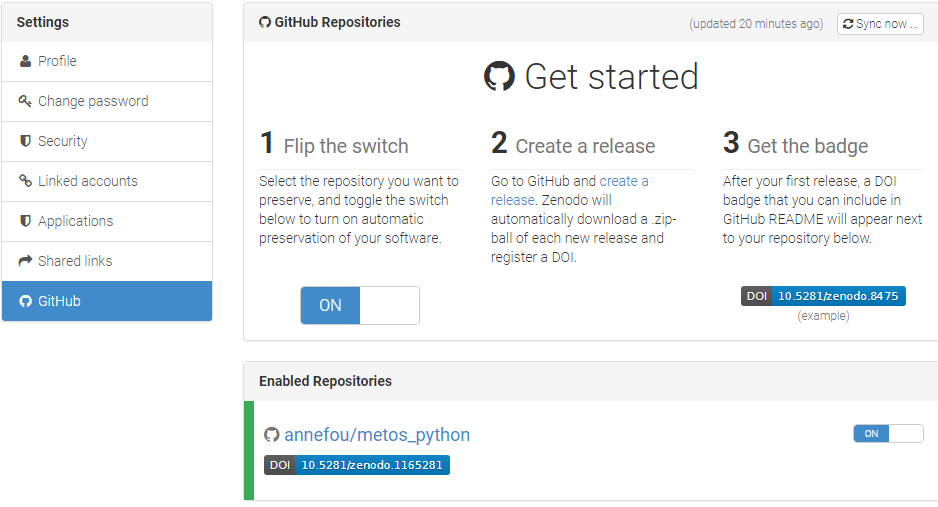 Settings
Profile
Change password
Security
Linked accounts
Applications
Shared links
GitHub
GitHub Repositories
(updated 20 minutes ago)
Sync now ...
Get started
1 Flip the switch
Select the repository you want to
preserve, and toggle the switch
below to turn on automatic
preservation of your software.
ON
2 Create a release
Go to GitHub and create a
release. Zenodo will
automatically download a .zip-
ball of each new release and
register a DOI.
3 Get the badge
After your first release, a DOI
badge that you can include in
GitHub README will appear next
to your repository below.
DOI 10.5281/zenodo.8475
(example)
Enabled Repositories
annefou/metos_python
ON
DOI 10.5281/zenodo.1165281